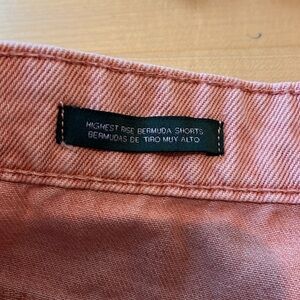 HIGHEST RISE BERMUDA SHORTS
BERMUDAS DE TIRO MUY ALTO